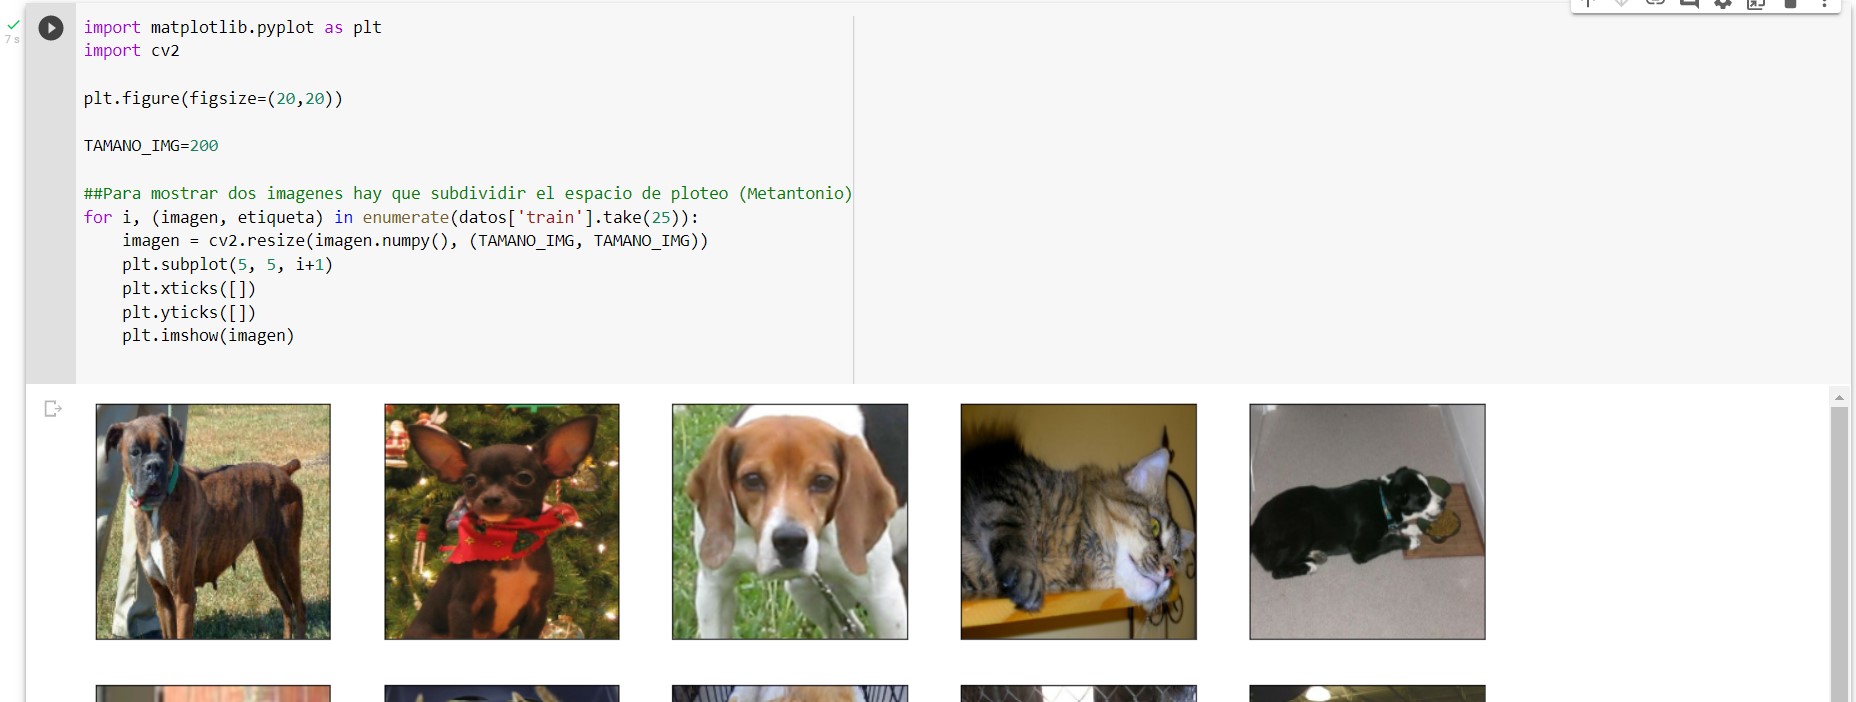 import matplotlib.pyplot as plt
import cv2
7 s
plt.figure(figsize=(20,20))
TAMANO_IMG=200
##Para mostrar dos imagenes hay que subdividir el espacio de ploteo (Metantonio)
for i, (imagen, etiqueta) in enumerate(datos['train'].take(25)):
    imagen = cv2.resize(imagen.numpy(), (TAMANO_IMG, TAMANO_IMG))
    plt.subplot(5, 5, i+1)
    plt.xticks([])
    plt.yticks([])
    plt.imshow(imagen)